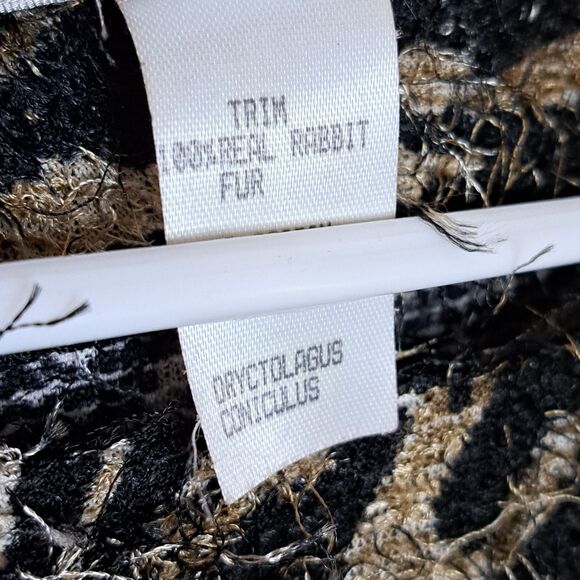 TRIM
100%REAL RABBIT
FUR
ORYCTOLAGUS
CONICULUS